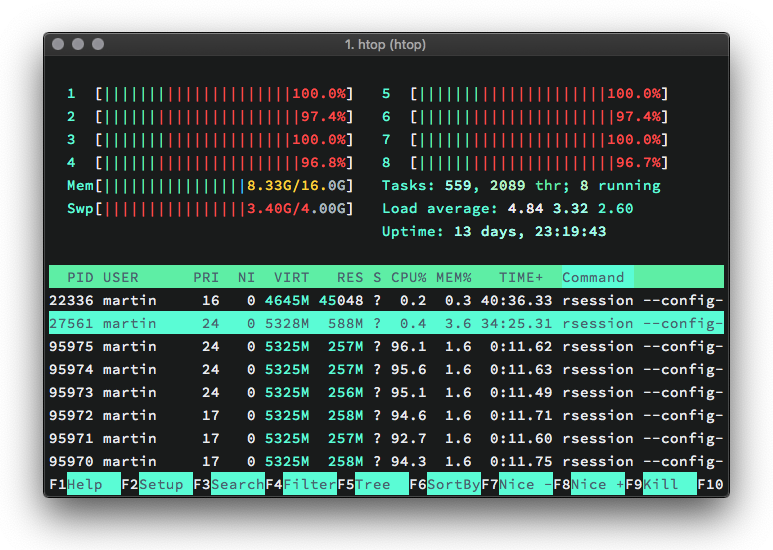 1. htop (htop)
1 [100.0%] 5 [100.0%]
2 [97.4%] 6 [97.4%]
3 [100.0%] 7 [100.0%]
4 [96.8%] 8 [96.7%]
Mem[8.33G/16.0G] Tasks: 559, 2089 thr; 8 running
Swp[3.40G/4.00G] Load average: 4.84 3.32 2.60
Uptime: 13 days, 23:19:43
PID USER PRI NI VIRT RES S CPU% MEM% TIME+ Command
22336 martin 16 0 4645M 45048 ? 0.2 0.3 40:36.33 rsession --config-
27561 martin 24 0 5328M 588M ? 0.4 3.6 34:25.31 rsession --config-
95975 martin 24 0 5325M 257M ? 96.1 1.6 0:11.62 rsession --config-
95974 martin 24 0 5325M 257M ? 95.6 1.6 0:11.63 rsession --config-
95973 martin 24 0 5325M 256M ? 95.1 1.6 0:11.49 rsession --config-
95972 martin 17 0 5325M 258M ? 94.6 1.6 0:11.71 rsession --config-
95971 martin 17 0 5325M 257M ? 92.7 1.6 0:11.60 rsession --config-
95970 martin 17 0 5325M 258M ? 94.3 1.6 0:11.75 rsession --config-
F1Help F2Setup F3SearchF4FilterF5Tree F6SortByF7Nice -F8Nice +F9Kill F10